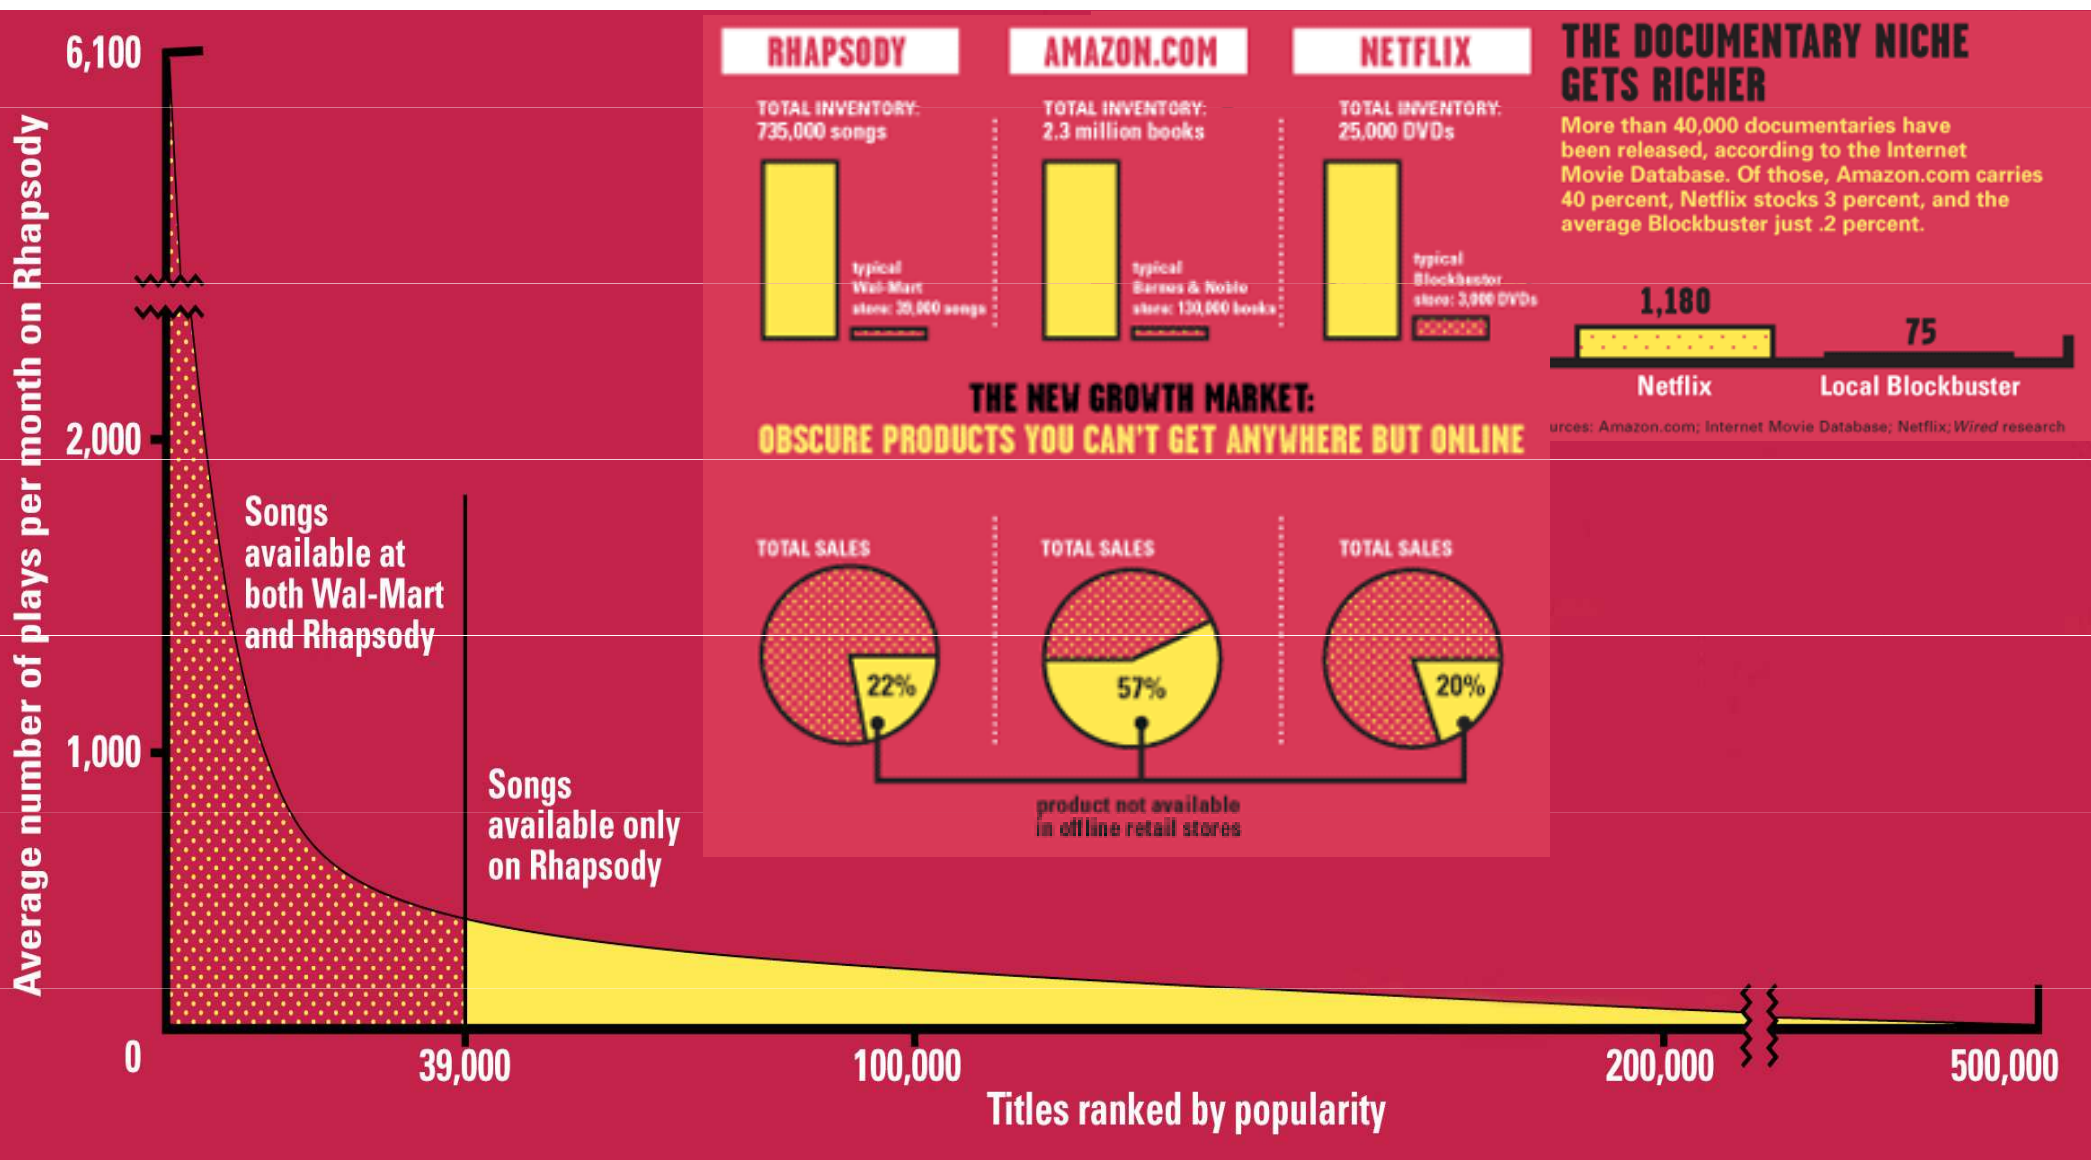 Average number of plays per month on Rhapsody
6,100
2,000
1,000
0
Songs
available at
both Wal-Mart
and Rhapsody
Songs
available only
on Rhapsody
39,000
100,000
200,000
500,000
Titles ranked by popularity
RHAPSODY
TOTAL INVENTORY:
735,000 songs
typical
Wal-Mart
store: 39,000 songs
AMAZON.COM
TOTAL INVENTORY:
2.3 million books
typical
Barnes & Noble
store: 130,000 books
NETFLIX
TOTAL INVENTORY:
25,000 DVDs
typical
Blockbuster
store: 3,000 DVDs
THE NEW GROWTH MARKET:
OBSCURE PRODUCTS YOU CAN'T GET ANYWHERE BUT ONLINE
TOTAL SALES
22%
TOTAL SALES
57%
TOTAL SALES
20%
product not available
in offline retail stores
THE DOCUMENTARY NICHE
GETS RICHER
More than 40,000 documentaries have
been released, according to the Internet
Movie Database. Of those, Amazon.com carries
40 percent, Netflix stocks 3 percent, and the
average Blockbuster just .2 percent.
1,180
75
Netflix
Local Blockbuster
urces: Amazon.com; Internet Movie Database; Netflix; Wired research